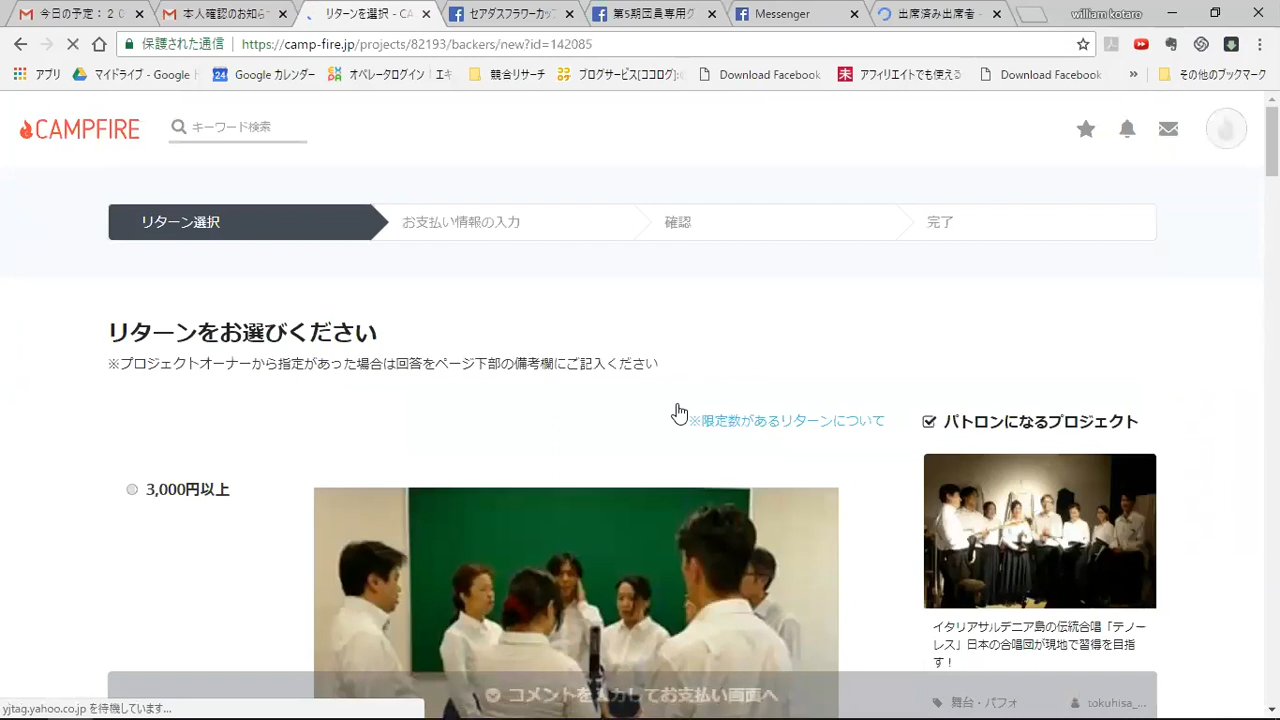 今日の予定：２０
本人確認のお知ら
リターンを選択 - CA
セアダスフラワーカッ
第5期団員専用グ
Messenger
出席済み出席者 -
william kotaro
保護された通信
https://camp-fire.jp/projects/82193/backers/new?id=142085
アプリ
マイドライブ - Google
Google カレンダー
オペレータログイン｜エキ
競合リサーチ
ブログサービス[ココログ]:
Download Facebook
アフィリエイトでも使える
Download Facebook
»
その他のブックマーク
CAMPFIRE
キーワード検索
リターン選択
お支払い情報の入力
確認
完了
リターンをお選びください
※プロジェクトオーナーから指定があった場合は回答をページ下部の備考欄にご記入ください
※限定数があるリターンについて
パトロンになるプロジェクト
3,000円以上
イタリアサルデニア島の伝統合唱「テノー
レス」日本の合唱団が現地で習得を目指
す！
コメントを入力してお支払い画面へ
舞台・パフォ
tokuhisa_...
yjtag.yahoo.co.jp を待機しています...